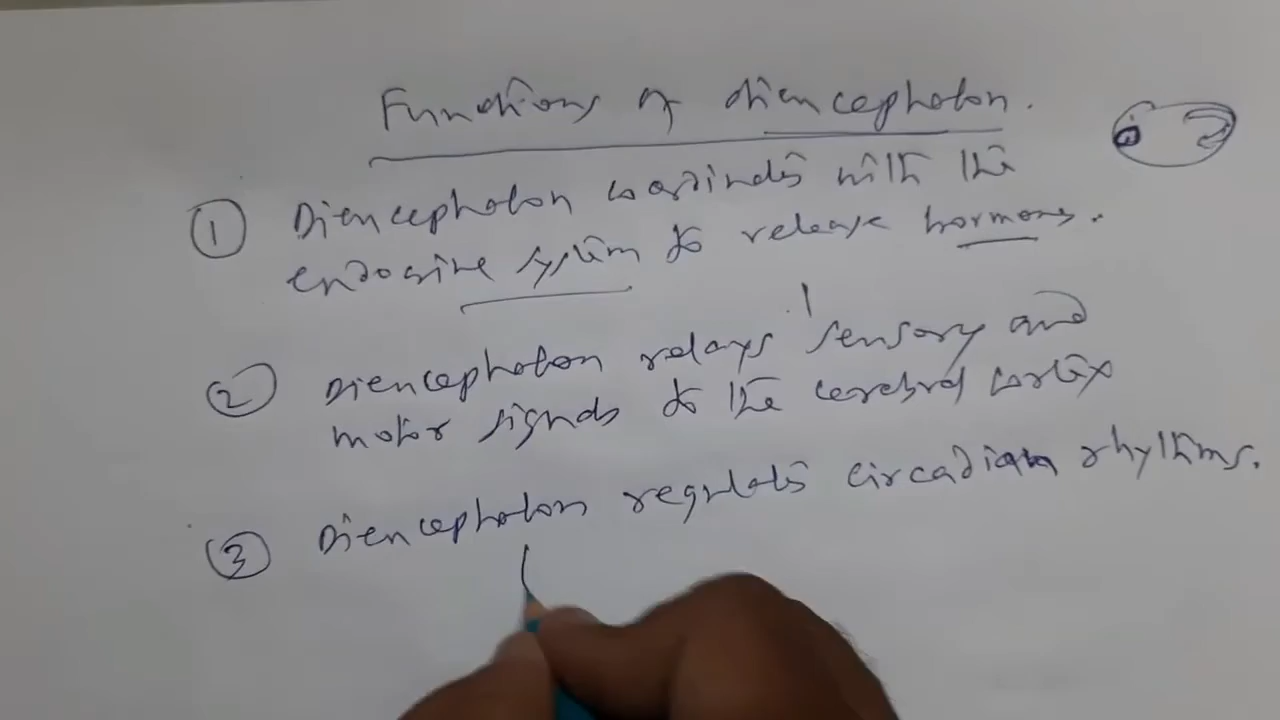 Functions of diencephalon.
① Diencephalon coordinates with the
endocrine system to release hormones.
② Diencephalon relays sensory and
motor signals to the cerebral cortex
③ Diencephalon regulates circadian rhythms.